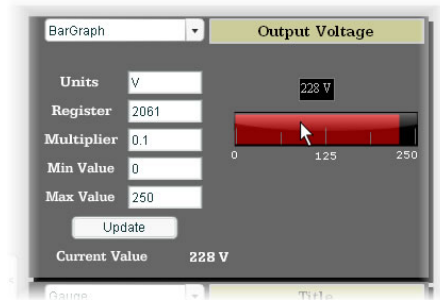 BarGraph
Output Voltage
Units V
Register 2061
Multiplier 0.1
Min Value 0
Max Value 250
Update
Current Value 228 V
228 V
0 125 250
Gauge
Title